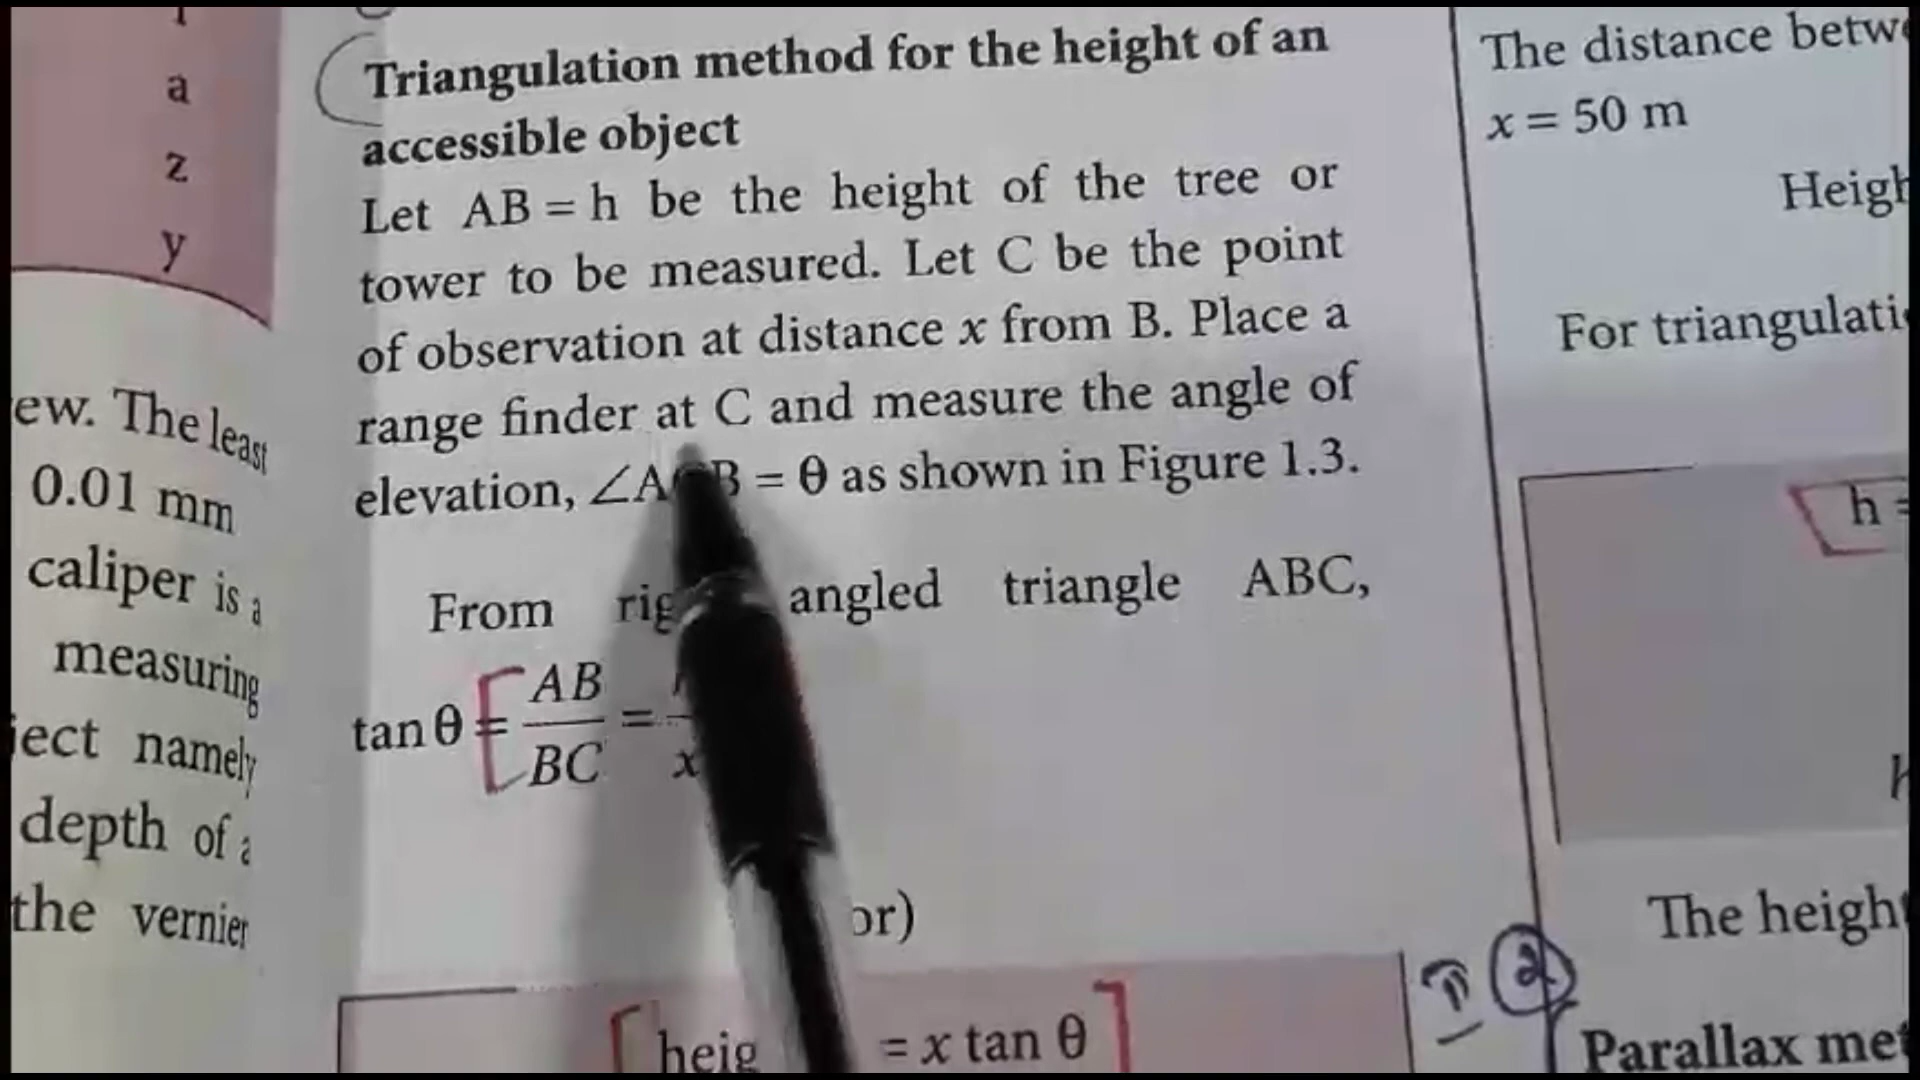 a
z
y
ew. The least
0.01 mm
caliper is a
measuring
ject namely
depth of a
the vernier
Triangulation method for the height of an
accessible object
Let AB = h be the height of the tree or
tower to be measured. Let C be the point
of observation at distance x from B. Place a
range finder at C and measure the angle of
elevation, ∠ACB = θ as shown in Figure 1.3.
From angled triangle ABC,
tan θ = AB/BC = x
or)
= x tan θ
The distance betw
x = 50 m
Heigh
For triangulati
h =
h
The height
2
Parallax met